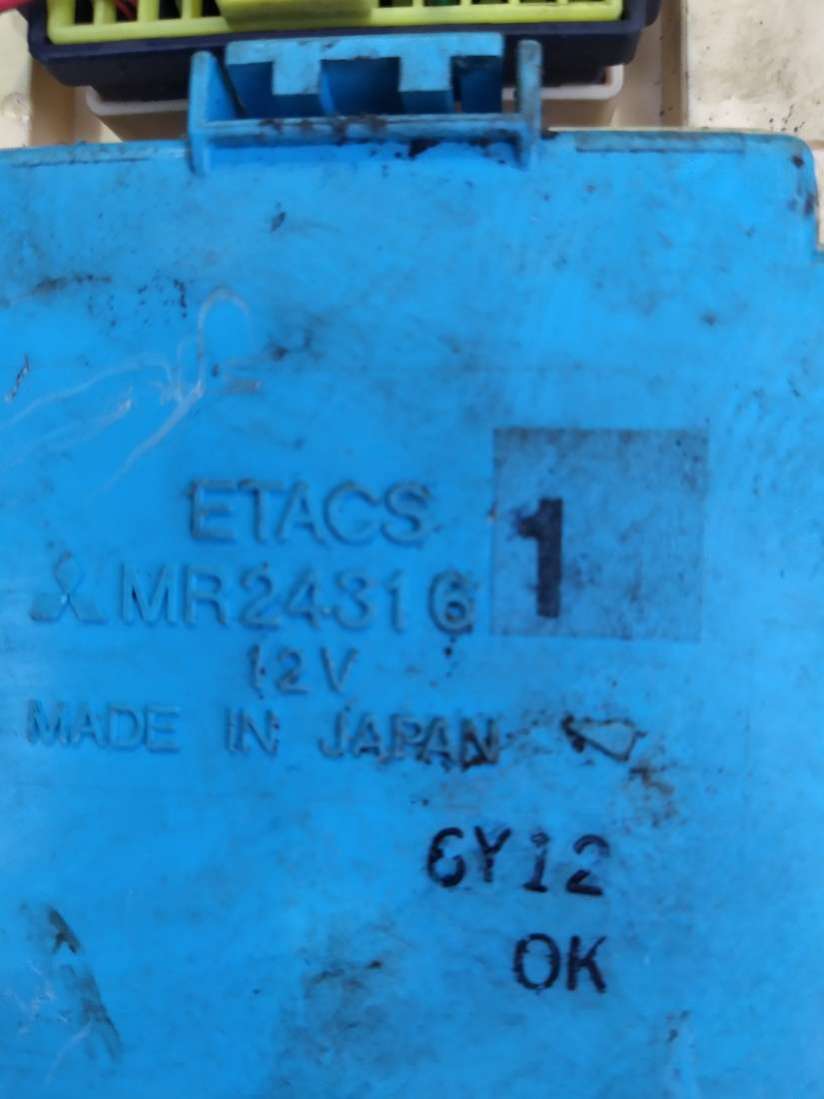 ETACS
MR24316
1
12V
MADE IN JAPAN
6Y12
OK